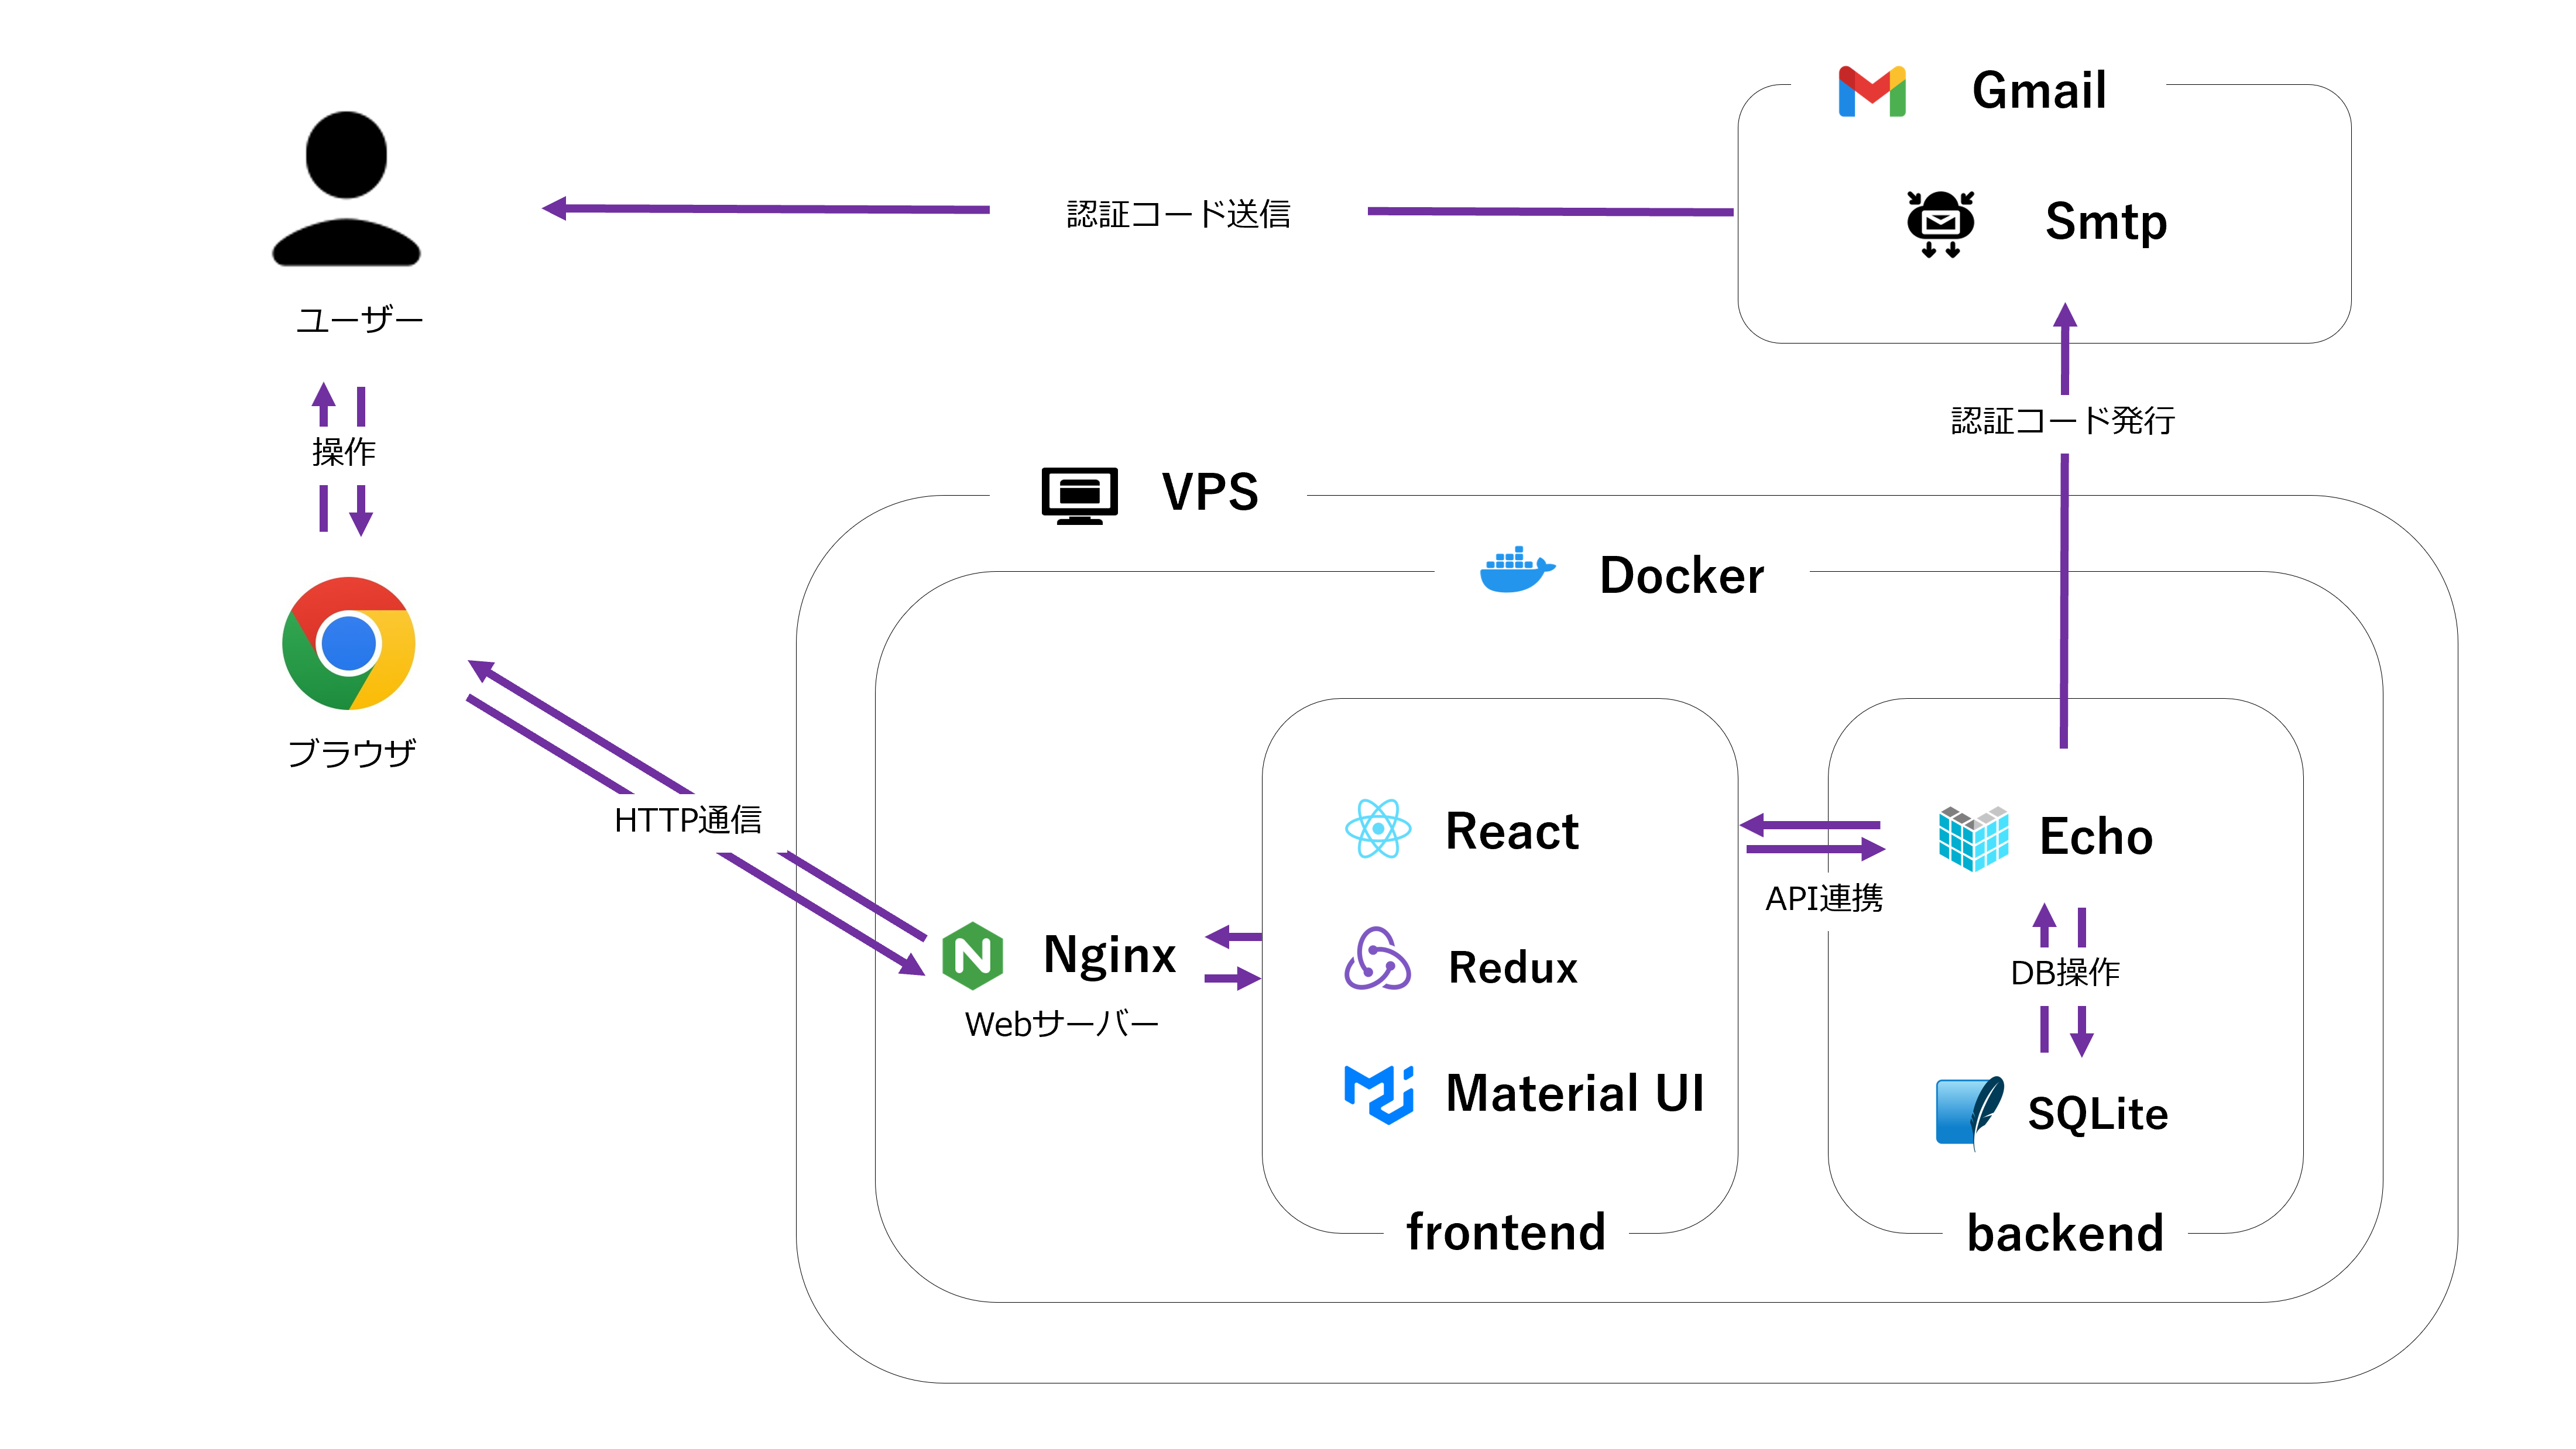 Gmail
Smtp
認証コード送信
ユーザー
認証コード発行
操作
VPS
Docker
ブラウザ
HTTP通信
React
Echo
API連携
Nginx
Webサーバー
Redux
DB操作
Material UI
SQLite
frontend
backend